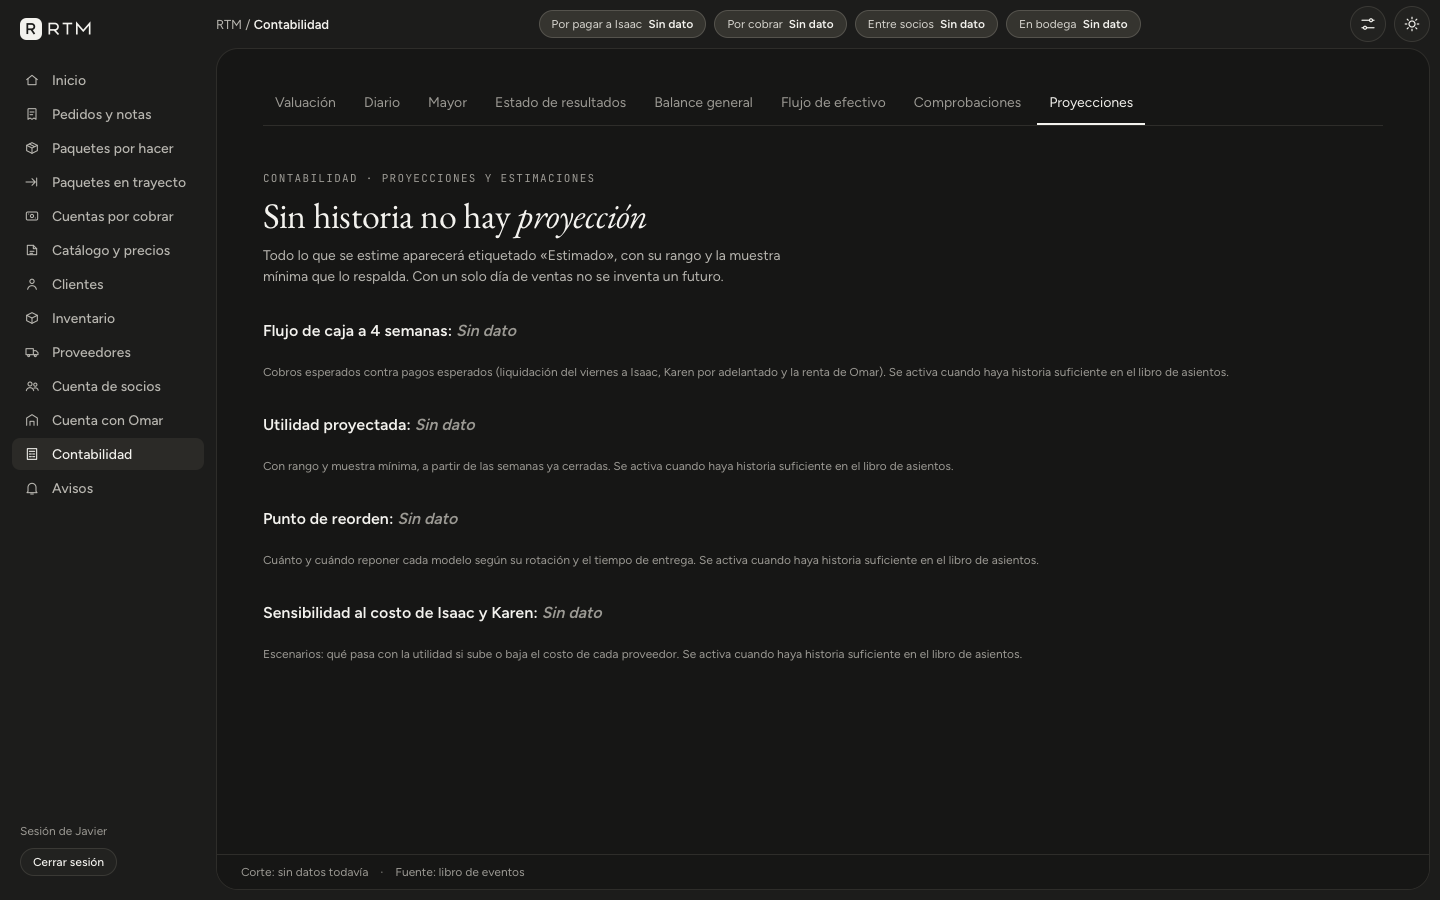 R RTM
RTM / Contabilidad
Por pagar a Isaac Sin dato
Por cobrar Sin dato
Entre socios Sin dato
En bodega Sin dato
Inicio
Pedidos y notas
Paquetes por hacer
Paquetes en trayecto
Cuentas por cobrar
Catálogo y precios
Clientes
Inventario
Proveedores
Cuenta de socios
Cuenta con Omar
Contabilidad
Avisos
Sesión de Javier
Cerrar sesión
Valuación
Diario
Mayor
Estado de resultados
Balance general
Flujo de efectivo
Comprobaciones
Proyecciones
CONTABILIDAD · PROYECCIONES Y ESTIMACIONES
Sin historia no hay proyección
Todo lo que se estime aparecerá etiquetado «Estimado», con su rango y la muestra
mínima que lo respalda. Con un solo día de ventas no se inventa un futuro.
Flujo de caja a 4 semanas: Sin dato
Cobros esperados contra pagos esperados (liquidación del viernes a Isaac, Karen por adelantado y la renta de Omar). Se activa cuando haya historia suficiente en el libro de asientos.
Utilidad proyectada: Sin dato
Con rango y muestra mínima, a partir de las semanas ya cerradas. Se activa cuando haya historia suficiente en el libro de asientos.
Punto de reorden: Sin dato
Cuánto y cuándo reponer cada modelo según su rotación y el tiempo de entrega. Se activa cuando haya historia suficiente en el libro de asientos.
Sensibilidad al costo de Isaac y Karen: Sin dato
Escenarios: qué pasa con la utilidad si sube o baja el costo de cada proveedor. Se activa cuando haya historia suficiente en el libro de asientos.
Corte: sin datos todavía · Fuente: libro de eventos